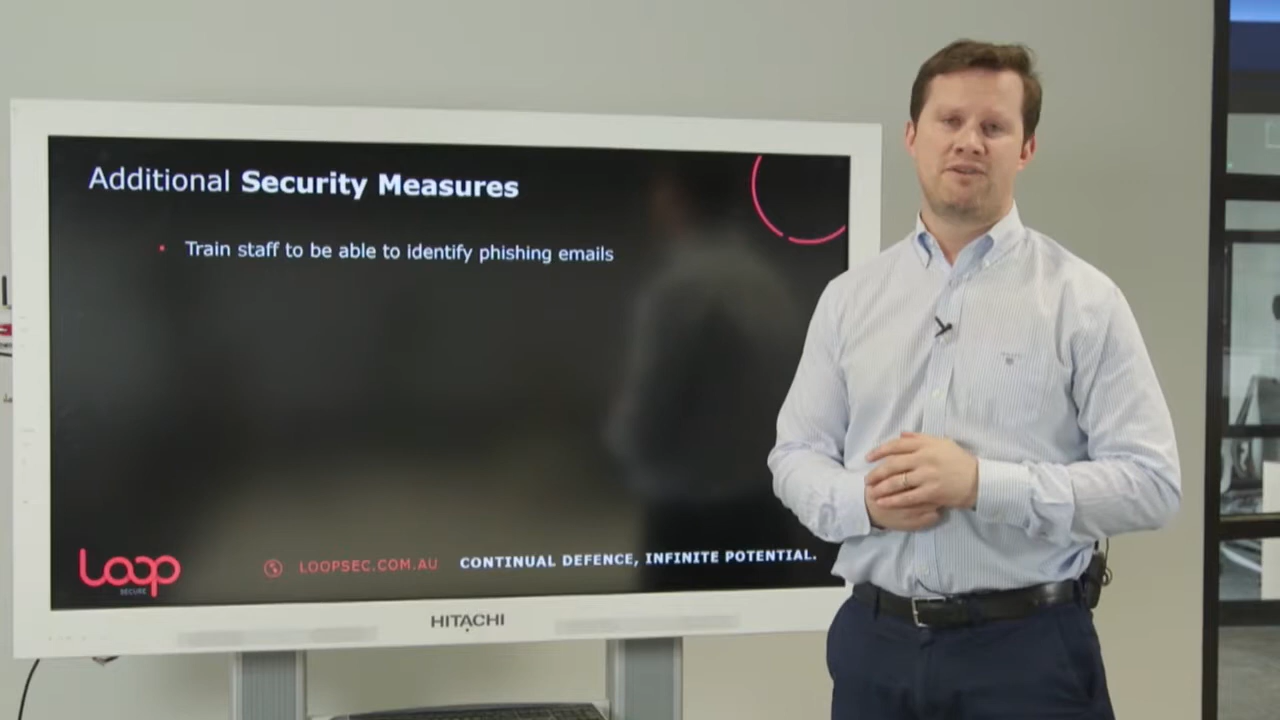 Additional Security Measures
• Train staff to be able to identify phishing emails
Loop
SECURE
LOOPSEC.COM.AU
CONTINUAL DEFENCE, INFINITE POTENTIAL.
HITACHI